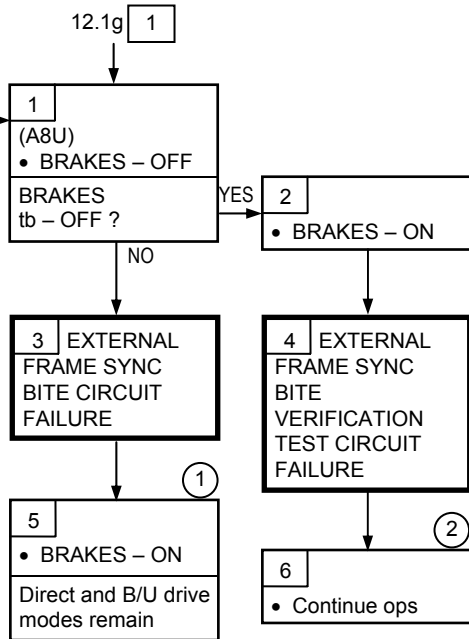 12.1g 1
1
(A8U)
• BRAKES – OFF
BRAKES
tb – OFF ?
YES
NO
2
• BRAKES – ON
3 EXTERNAL
FRAME SYNC
BITE CIRCUIT
FAILURE
4 EXTERNAL
FRAME SYNC
BITE
VERIFICATION
TEST CIRCUIT
FAILURE
1
5
• BRAKES – ON
Direct and B/U drive
modes remain
2
6
• Continue ops